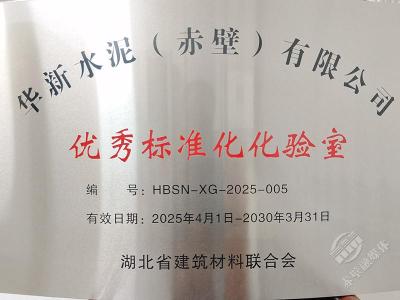 华新水泥（赤壁）有限公司
优秀标准化化验室
编 号：HBSN-XG-2025-005
有效日期：2025年4月1日-2030年3月31日
湖北省建筑材料联合会